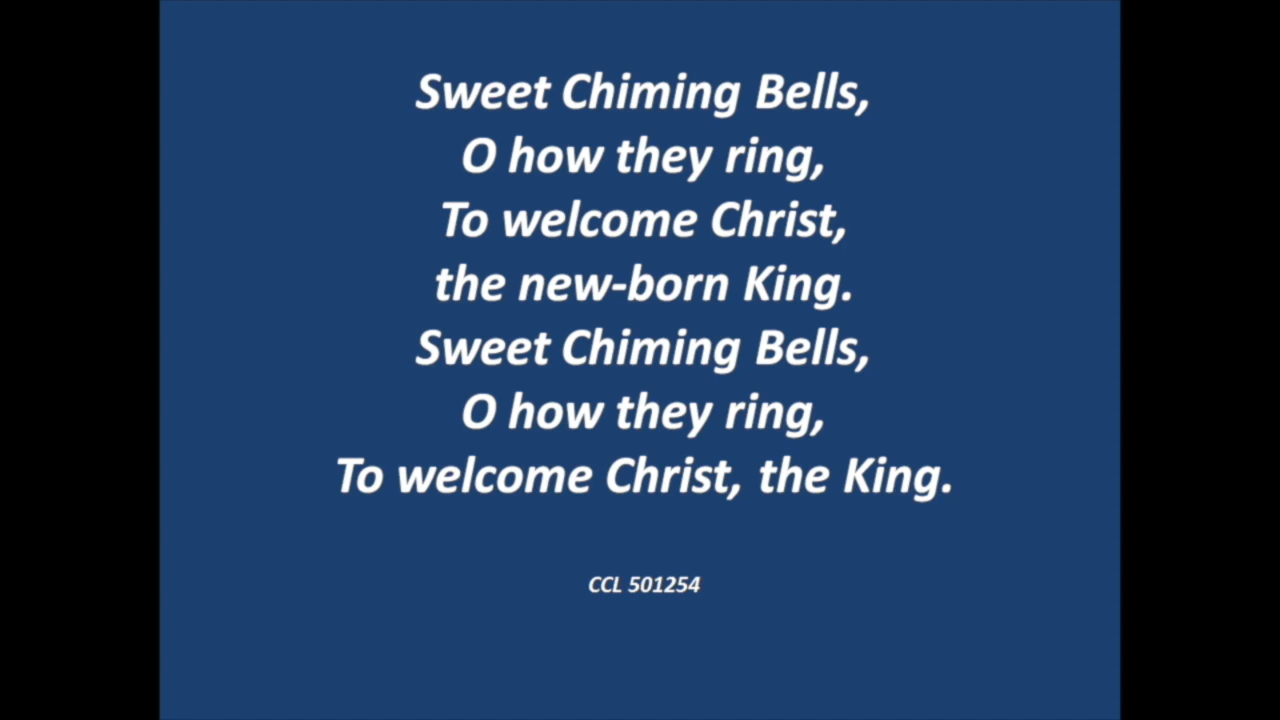 Sweet Chiming Bells,
O how they ring,
To welcome Christ,
the new-born King.
Sweet Chiming Bells,
O how they ring,
To welcome Christ, the King.
CCL 501254